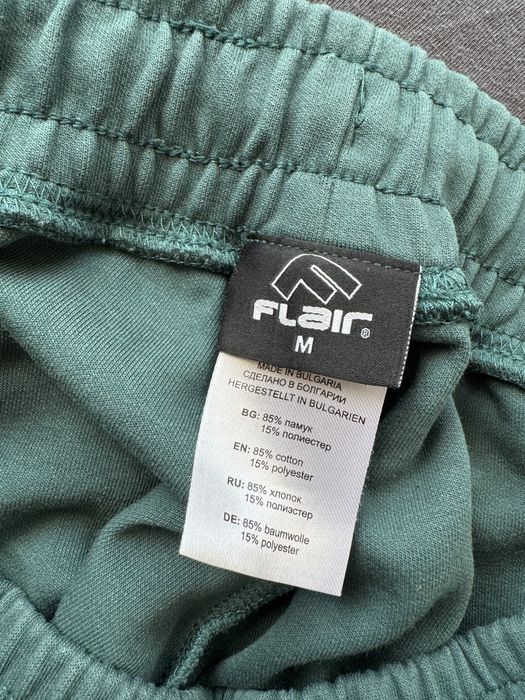 FLaır®
M
MADE IN BULGARIA
СДЕЛАНО В БОЛГАРИИ
HERGESTELLT IN BULGARIEN
BG: 85% памук
15% полиестер
EN: 85% cotton
15% polyester
RU: 85% хлопок
15% полиэстер
DE: 85% baumwolle
15% polyester